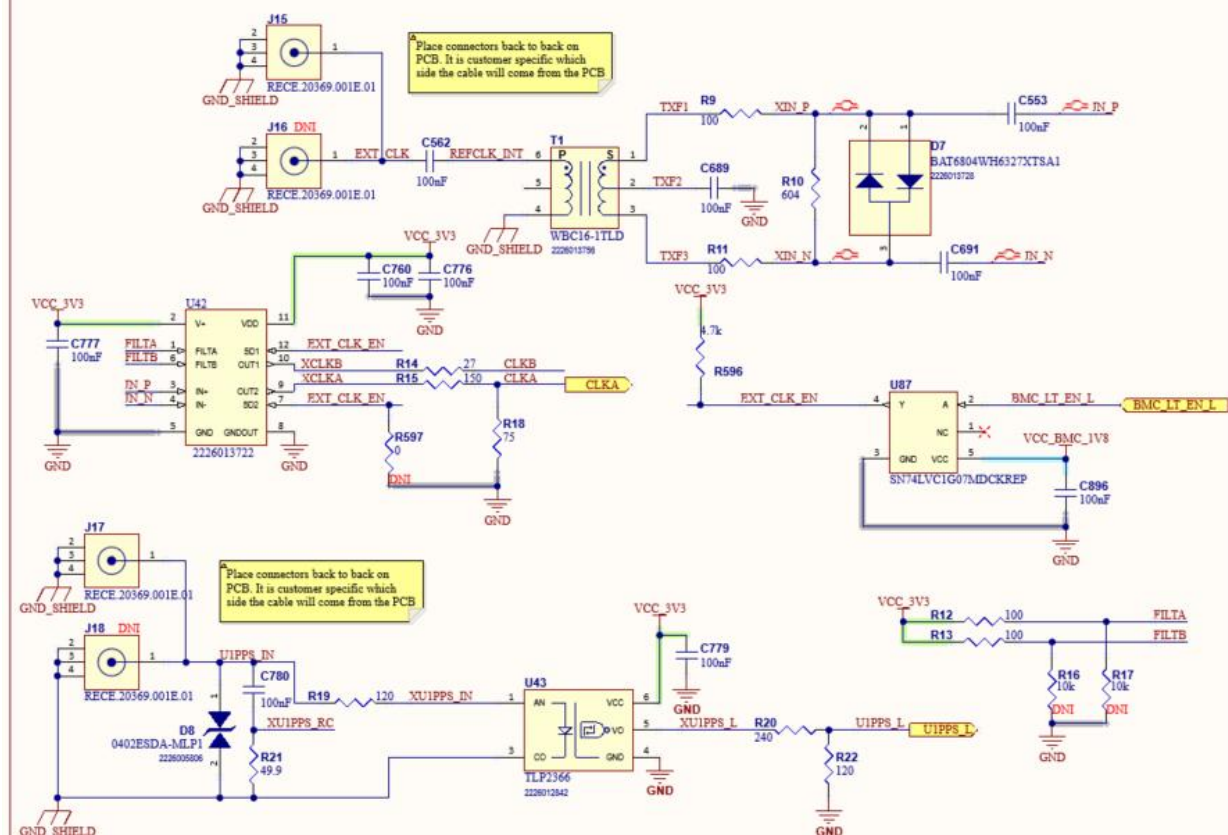 J15
2
3
4
1
RECE.20369.001E.01
GND_SHIELD
Place connectors back to back on
PCB. It is customer specific which
side the cable will come from the PCB
J16 DNI
2
3
4
1
EXT_CLK
RECE.20369.001E.01
GND_SHIELD
C562
100nF
REFCLK_INT
T1
P S
6
5
4
1
2
3
WBC16-1TLD
2226013756
GND_SHIELD
TXF1
R9
100
XIN_P
TXF2
C689
100nF
GND
TXF3
R11
100
XIN_N
R10
604
2
1
3
D7
BAT6804WH6327XTSA1
2226013728
C553
100nF
IN_P
C691
100nF
IN_N
VCC_3V3
C760
100nF
C776
100nF
GND
VCC_3V3
C777
100nF
GND
U42
2 V+ VDD 11
FILTA 1 FILTA SD1 12 EXT_CLK_EN
FILTB 6 FILTB OUT1 10 XCLKB R14 27 CLKB
IN_P 3 IN+ OUT2 9 XCLKA R15 150 CLKA CLKA
IN_N 4 IN- SD2 7 EXT_CLK_EN
5 GND GNDOUT 8
2226013722
GND
R597
0
DNI
R18
75
GND
VCC_3V3
4.7k
R596
EXT_CLK_EN
U87
4 Y A 2
NC 1
3 GND VCC 5
SN74LVC1G07MDCKREP
BMC_LT_EN_L
BMC_LT_EN_L
VCC_BMC_1V8
C896
100nF
GND
J17
2
3
4
1
RECE.20369.001E.01
GND_SHIELD
Place connectors back to back on
PCB. It is customer specific which
side the cable will come from the PCB
J18 DNI
2
3
4
1
RECE.20369.001E.01
U1PPS_IN
1
D8
0402ESDA-MLP1
2226005806
2
C780
100nF
XU1PPS_RC
R21
49.9
GND_SHIELD
R19
120
XU1PPS_IN
VCC_3V3
C779
100nF
GND
U43
1 AN VCC 6
VO 5
3 CD GND 4
TLP2366
2226012842
GND
XU1PPS_L
R20
240
U1PPS_L
U1PPS_L
R22
120
GND
VCC_3V3
R12 100 FILTA
R13 100 FILTB
R16
10k
DNI
R17
10k
DNI
GND